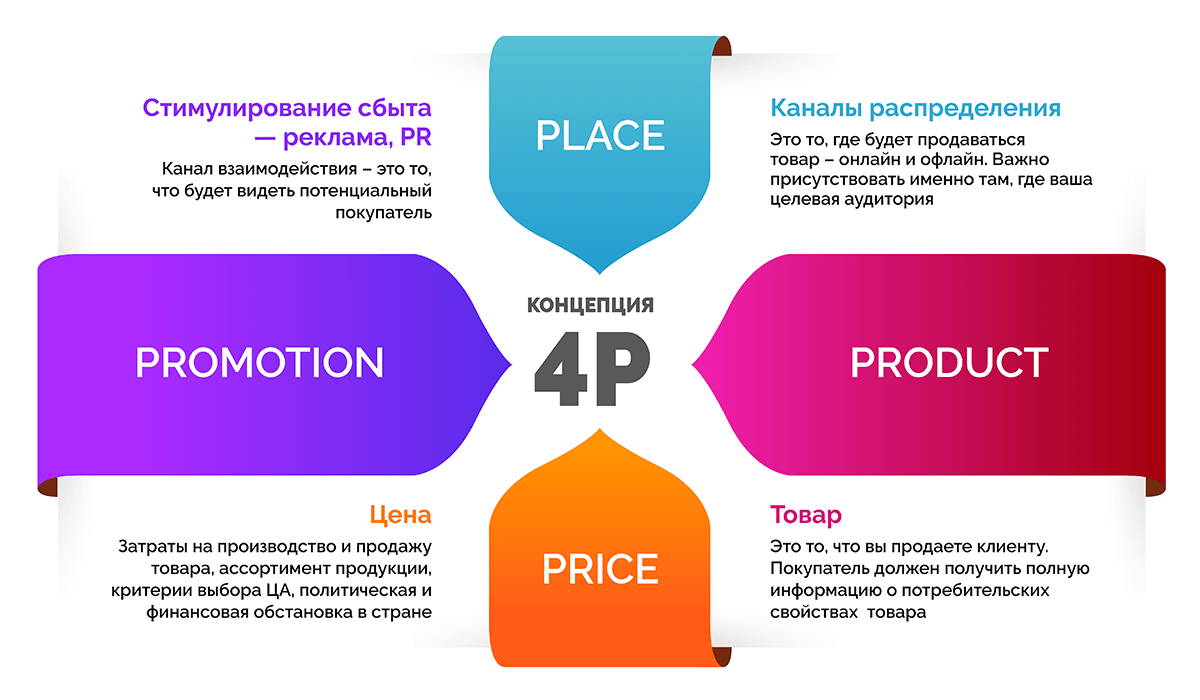 PLACE
Стимулирование сбыта
— реклама, PR
Канал взаимодействия – это то,
что будет видеть потенциальный
покупатель
Каналы распределения
Это то, где будет продаваться
товар – онлайн и офлайн. Важно
присутствовать именно там, где ваша
целевая аудитория
PROMOTION
КОНЦЕПЦИЯ
4P
PRODUCT
Цена
Затраты на производство и продажу
товара, ассортимент продукции,
критерии выбора ЦА, политическая и
финансовая обстановка в стране
PRICE
Товар
Это то, что вы продаете клиенту.
Покупатель должен получить полную
информацию о потребительских
свойствах товара